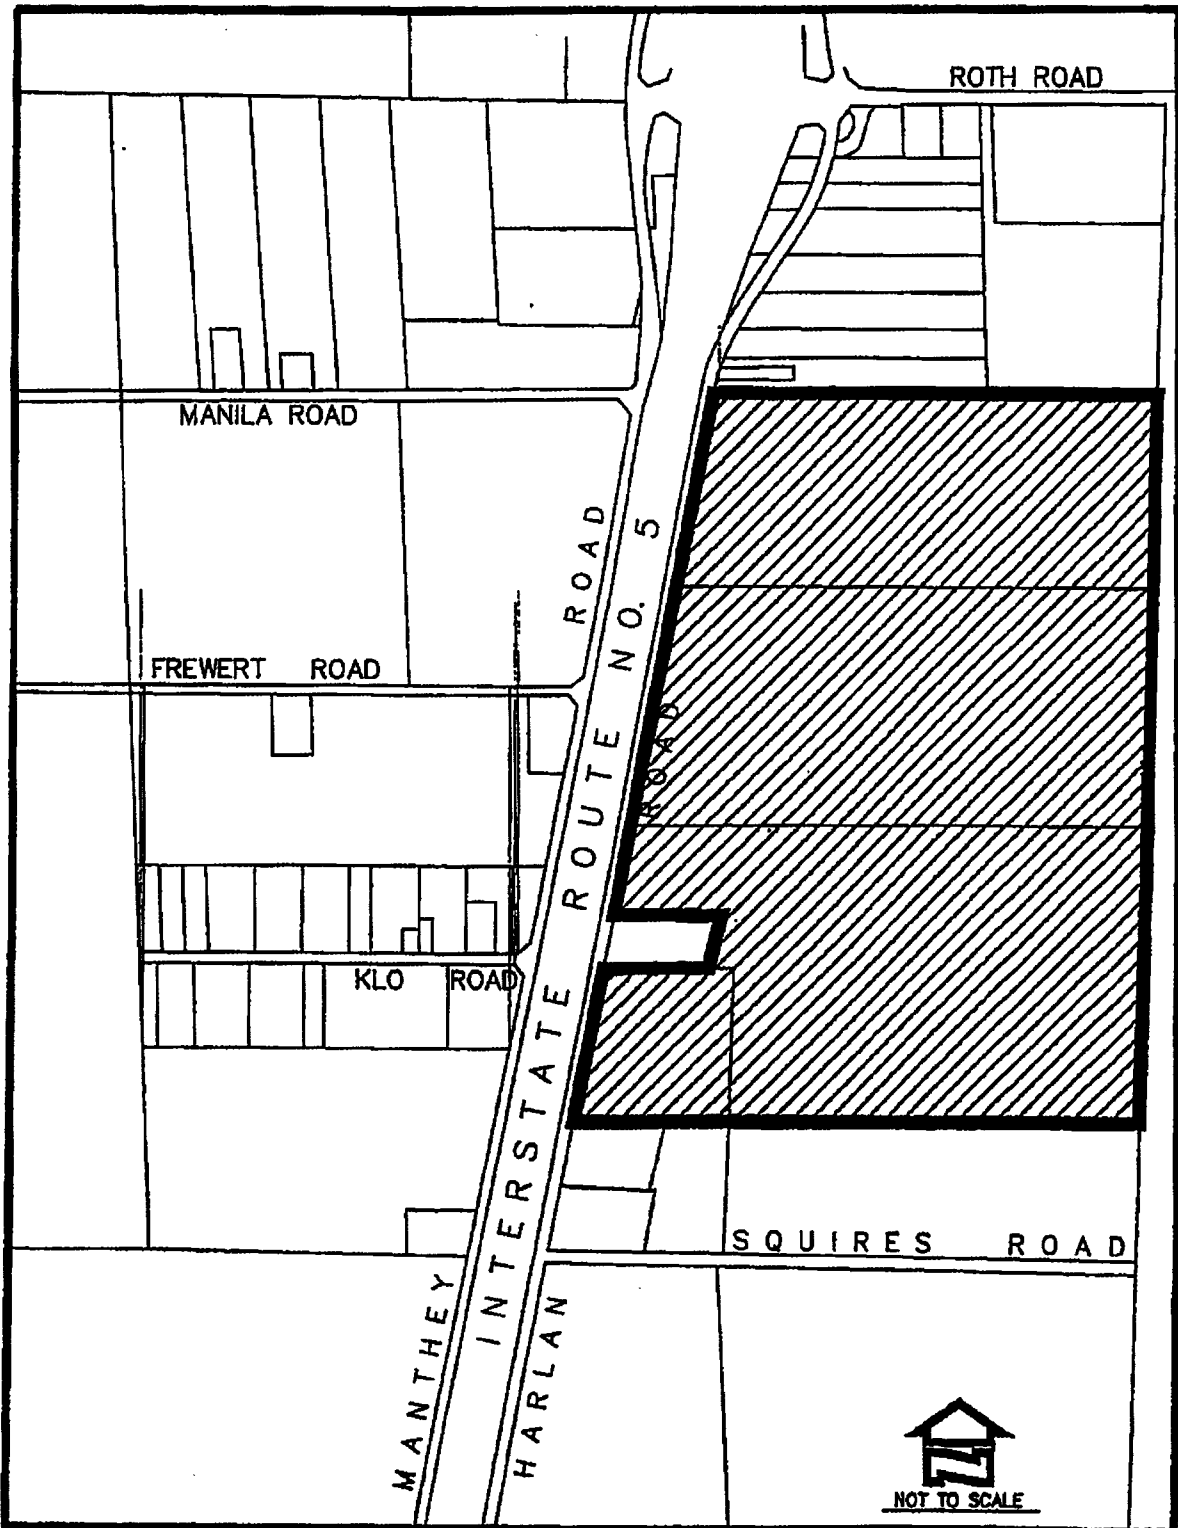 ROTH ROAD
MANILA ROAD
FREWERT ROAD
KLO ROAD
MANTHEY ROAD
INTERSTATE ROUTE NO. 5
HARLAN ROAD
SQUIRES ROAD
N
NOT TO SCALE